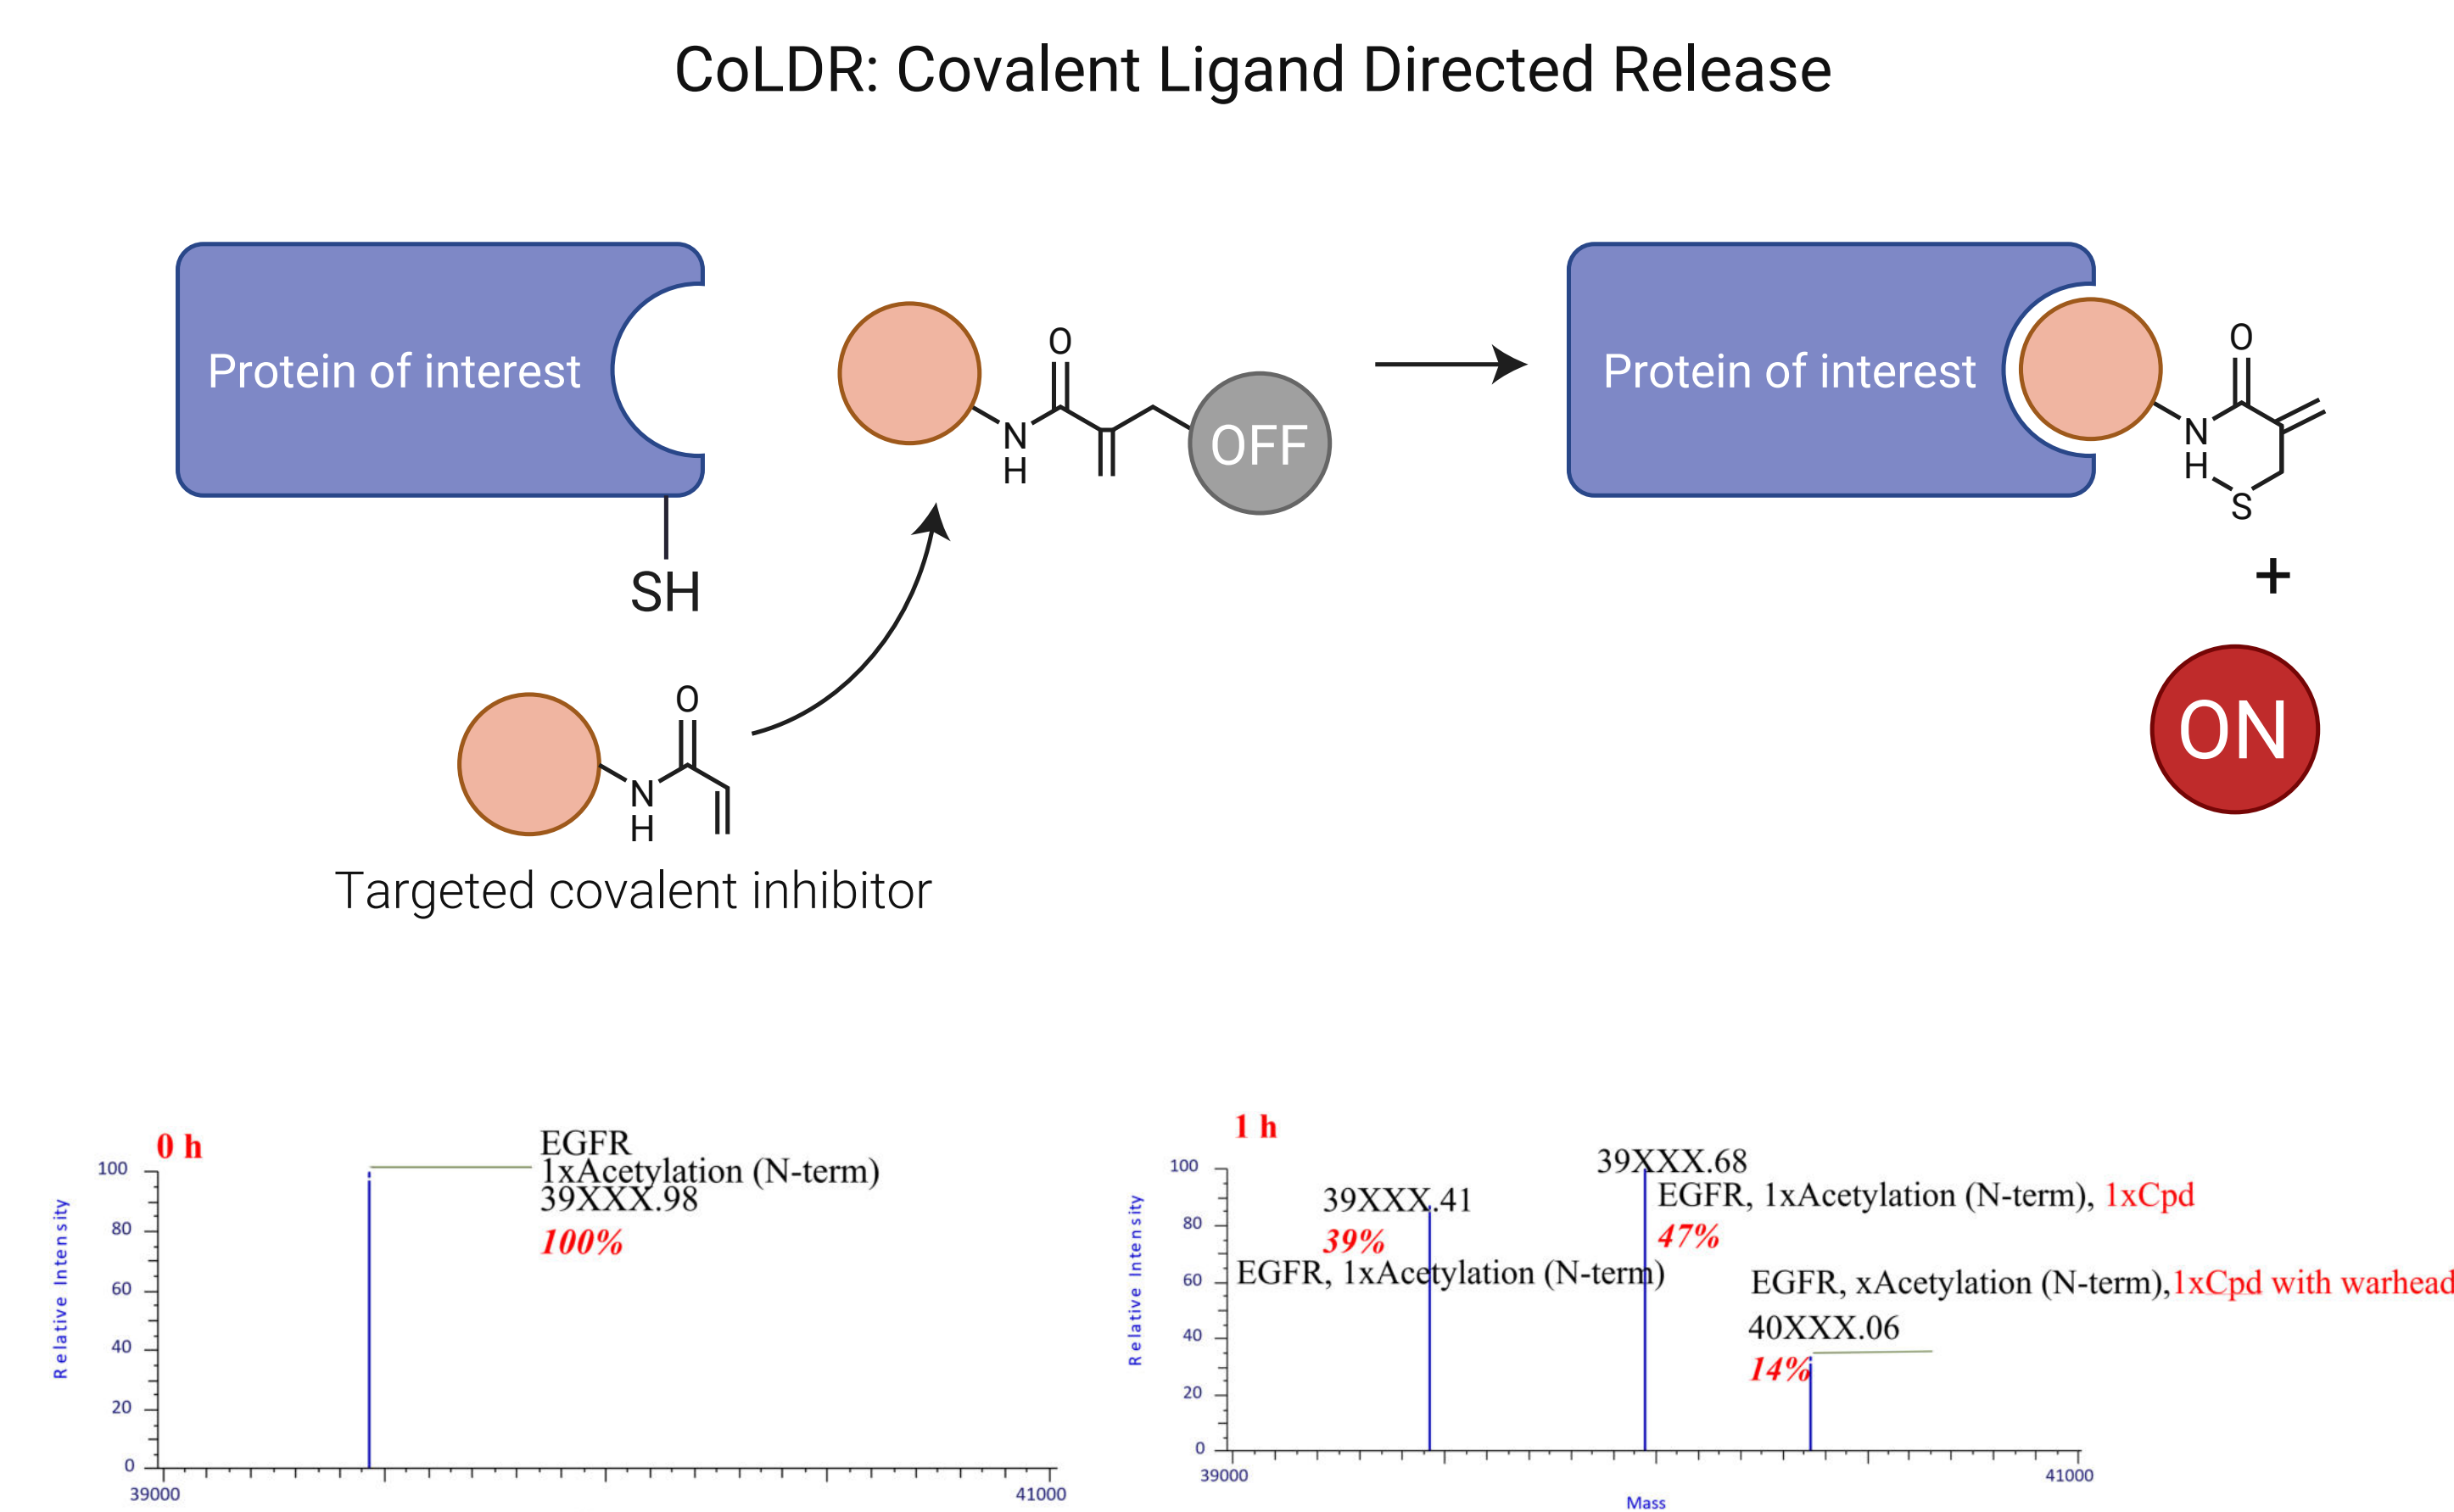 CoLDR: Covalent Ligand Directed Release
Protein of interest
SH
O
N
H
OFF
Protein of interest
O
N
H
S
+
ON
O
N
H
Targeted covalent inhibitor
0 h
Relative Intensity
100
80
60
40
20
0
39000
41000
EGFR
1xAcetylation (N-term)
39XXX.98
100%
1 h
Relative Intensity
100
80
60
40
20
0
39000
41000
Mass
39XXX.41
39%
EGFR, 1xAcetylation (N-term)
39XXX.68
EGFR, 1xAcetylation (N-term), 1xCpd
47%
EGFR, xAcetylation (N-term),1xCpd with warhead
40XXX.06
14%